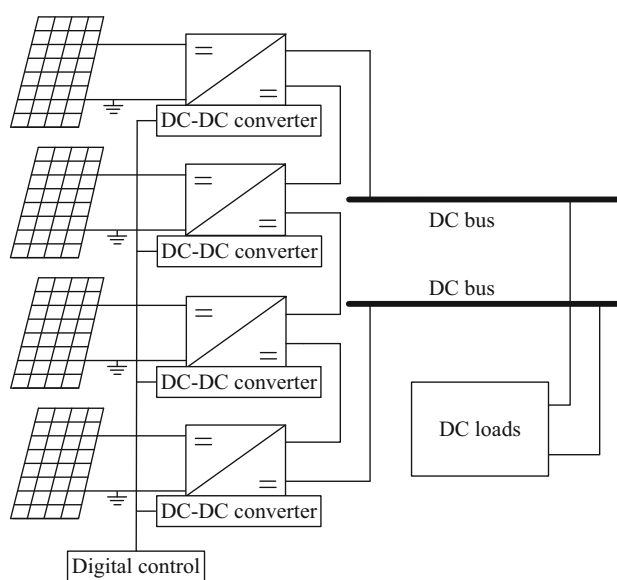 DC-DC converter
DC bus
DC-DC converter
DC bus
DC-DC converter
DC loads
DC-DC converter
Digital control